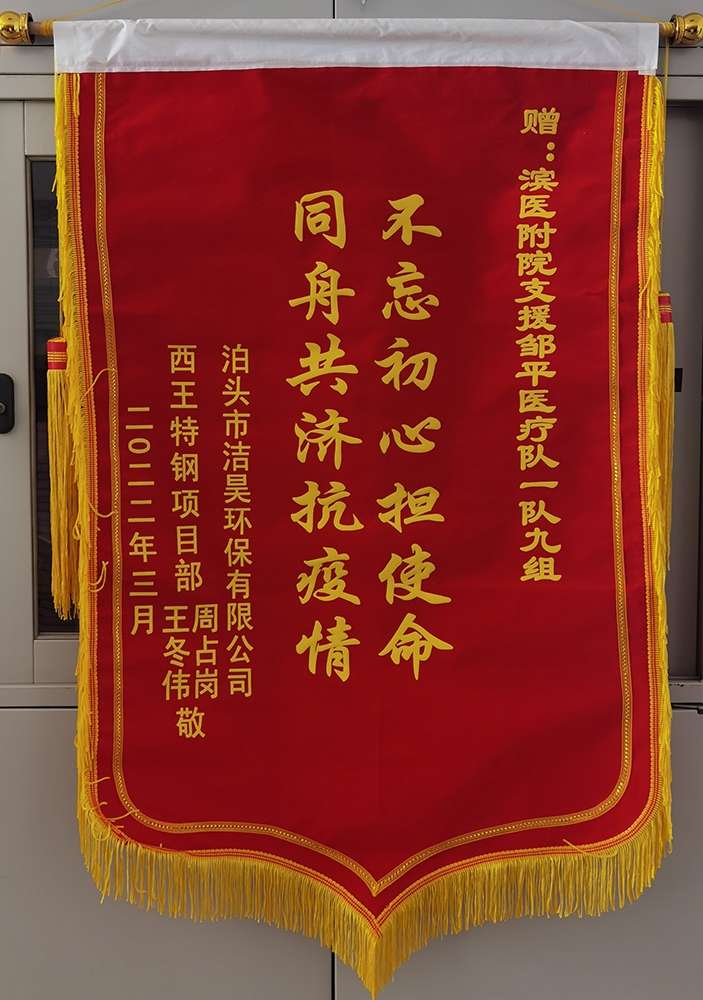 赠：滨医附院支援邹平医疗队一队九组
不忘初心担使命
同舟共济抗疫情
泊头市洁昊环保有限公司
西王特钢项目部
周占岗
王冬伟
敬
二〇二二年三月